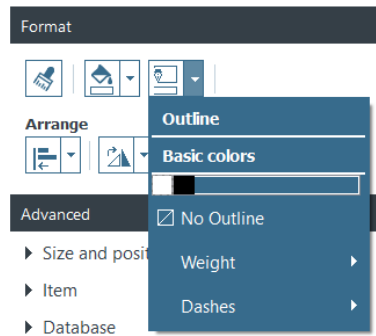 Format
Arrange
Outline
Basic colors
No Outline
Weight
Dashes
Advanced
Size and posit
Item
Database